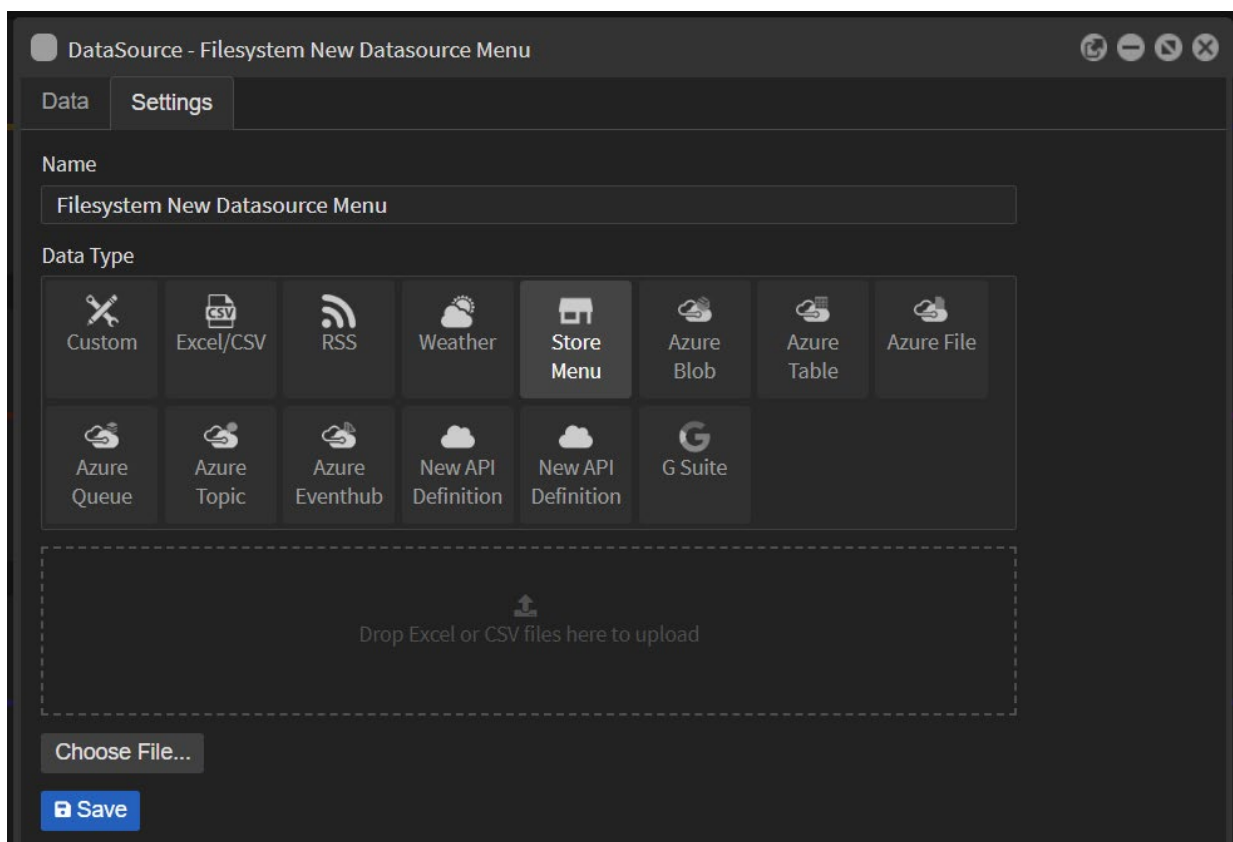 DataSource - Filesystem New Datasource Menu
Data
Settings
Name
Filesystem New Datasource Menu
Data Type
Custom
CSV
Excel/CSV
RSS
Weather
Store
Menu
Azure
Blob
Azure
Table
Azure File
Azure
Queue
Azure
Topic
Azure
Eventhub
New API
Definition
New API
Definition
G Suite
Drop Excel or CSV files here to upload
Choose File...
Save